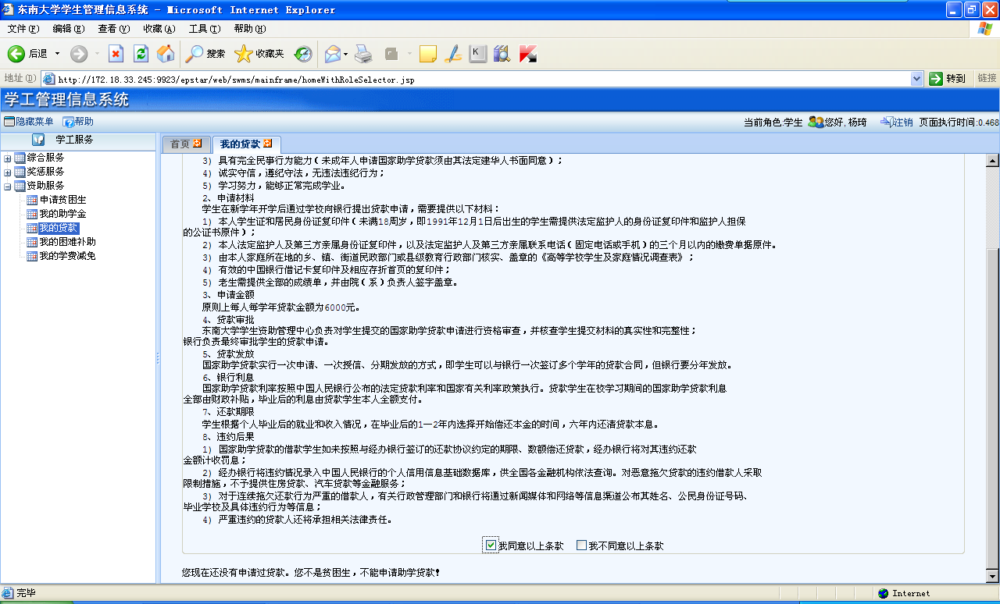 东南大学学生管理信息系统 - Microsoft Internet Explorer
文件(F) 编辑(E) 查看(V) 收藏(A) 工具(T) 帮助(H)
后退 搜索 收藏夹
地址(D) http://172.18.33.245:9923/epstar/web/swms/mainframe/homeWithRoleSelector.jsp 转到 链接
学工管理信息系统
隐藏菜单 帮助 当前角色:学生 您好, 杨琦 注销 页面执行时间:0.468
学工服务
首页 我的贷款
综合服务
奖惩服务
资助服务
申请贫困生
我的助学金
我的贷款
我的困难补助
我的学费减免
3) 具有完全民事行为能力(未成年人申请国家助学贷款须由其法定建华人书面同意);
4) 诚实守信,遵纪守法,无违法违纪行为;
5) 学习努力,能够正常完成学业。
2、申请材料
学生在新学年开学后通过学校向银行提出贷款申请,需要提供以下材料:
1) 本人学生证和居民身份证复印件(未满18周岁,即1991年12月1日后出生的学生需提供法定监护人的身份证复印件和监护人担保
的公证书原件);
2) 本人法定监护人及第三方亲属身份证复印件,以及法定监护人及第三方亲属联系电话(固定电话或手机)的三个月以内的缴费单据原件。
3) 由本人家庭所在地的乡、镇、街道民政部门或县级教育行政部门核实、盖章的《高等学校学生及家庭情况调查表》;
4) 有效的中国银行借记卡复印件及相应存折首页的复印件;
5) 老生需提供全部的成绩单,并由院(系)负责人签字盖章。
3、申请金额
原则上每人每学年贷款金额为6000元。
4、贷款审批
东南大学学生资助管理中心负责对学生提交的国家助学贷款申请进行资格审查,并核查学生提交材料的真实性和完整性;
银行负责最终审批学生的贷款申请。
5、贷款发放
国家助学贷款实行一次申请、一次授信、分期发放的方式,即学生可以与银行一次签订多个学年的贷款合同,但银行要分年发放。
6、银行利息
国家助学贷款利率按照中国人民银行公布的法定贷款利率和国家有关利率政策执行。贷款学生在校学习期间的国家助学贷款利息
全部由财政补贴,毕业后的利息由贷款学生本人全额支付。
7、还款期限
学生根据个人毕业后的就业和收入情况,在毕业后的1—2年内选择开始偿还本金的时间,六年内还清贷款本息。
8、违约后果
1) 国家助学贷款的借款学生如未按照与经办银行签订的还款协议约定的期限、数额偿还贷款,经办银行将对其违约还款
金额计收罚息;
2) 经办银行将违约情况录入中国人民银行的个人信用信息基础数据库,供全国各金融机构依法查询。对恶意拖欠贷款的违约借款人采取
限制措施,不予提供住房贷款、汽车贷款等金融服务;
3) 对于连续拖欠还款行为严重的借款人,有关行政管理部门和银行将通过新闻媒体和网络等信息渠道公布其姓名、公民身份证号码、
毕业学校及具体违约行为等信息;
4) 严重违约的贷款人还将承担相关法律责任。
我同意以上条款 我不同意以上条款
您现在还没有申请过贷款。您不是贫困生,不能申请助学贷款!
完毕 Internet